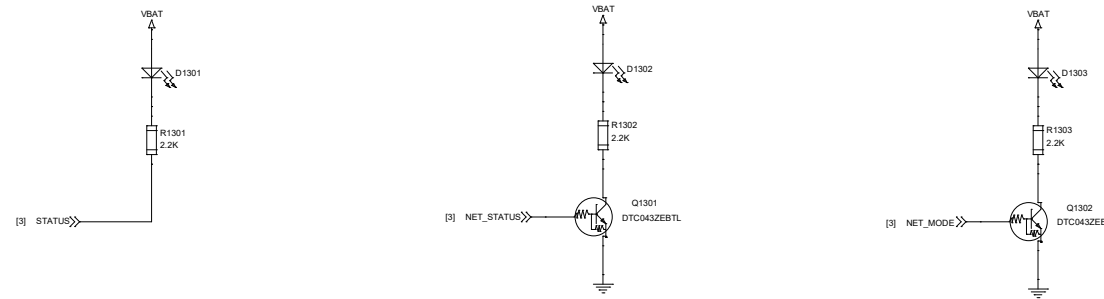 VBAT
D1301
R1301
2.2K
[3] STATUS
VBAT
D1302
R1302
2.2K
Q1301
DTC043ZEBTL
[3] NET_STATUS
VBAT
D1303
R1303
2.2K
Q1302
DTC043ZEB
[3] NET_MODE